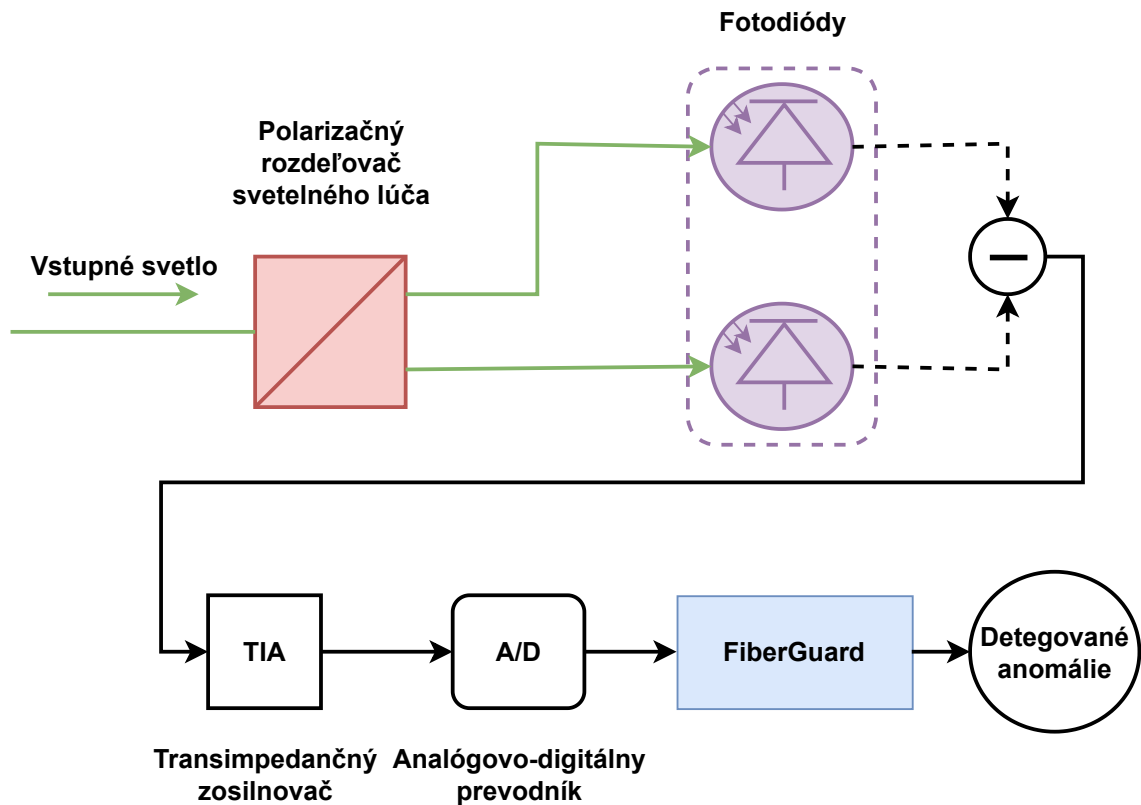 Fotodiódy
Polarizačný
rozdeľovač
svetelného lúča
Vstupné svetlo
TIA
A/D
FiberGuard
Detegované
anomálie
Transimpedančný
zosilnovač
Analógovo-digitálny
prevodník